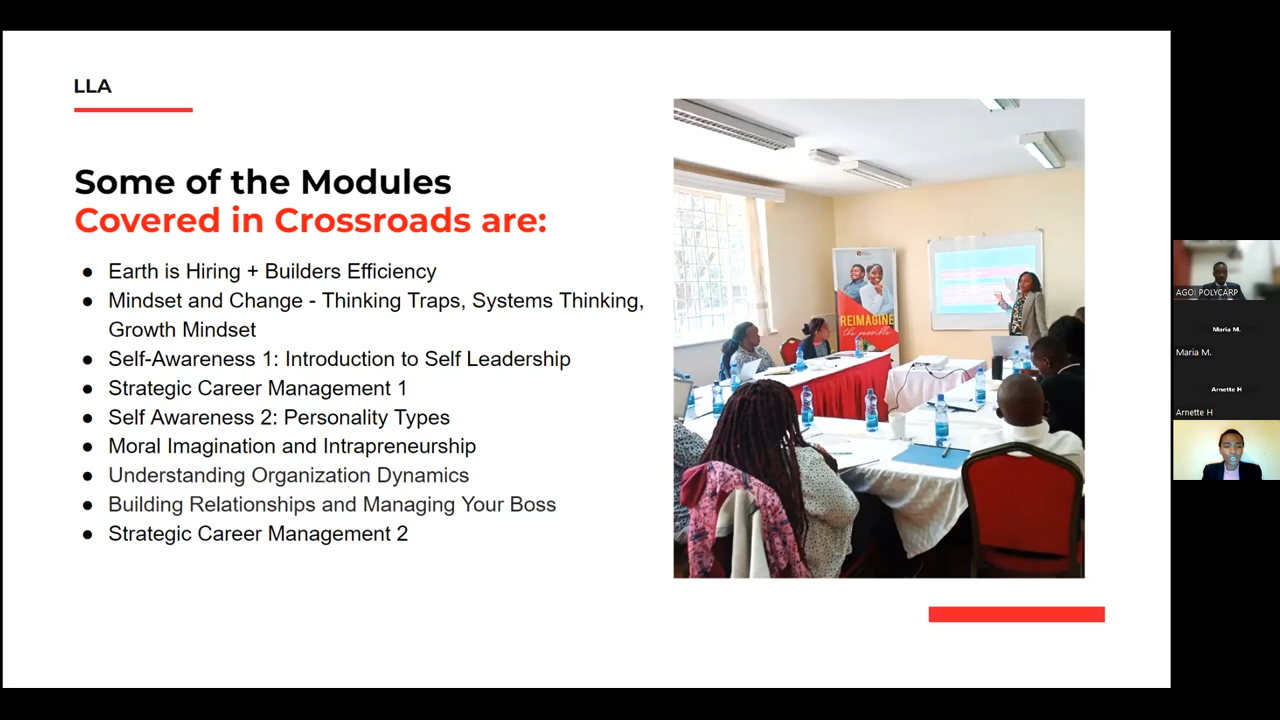 LLA
Some of the Modules
Covered in Crossroads are:
● Earth is Hiring + Builders Efficiency
● Mindset and Change - Thinking Traps, Systems Thinking,
Growth Mindset
● Self-Awareness 1: Introduction to Self Leadership
● Strategic Career Management 1
● Self Awareness 2: Personality Types
● Moral Imagination and Intrapreneurship
● Understanding Organization Dynamics
● Building Relationships and Managing Your Boss
● Strategic Career Management 2
REIMAGINE
the possible
AGOI POLYCARP
Maria M.
Maria M.
Arnette H
Arnette H